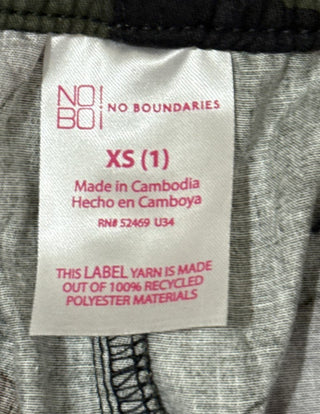 NO!
BO!
NO BOUNDARIES
XS (1)
Made in Cambodia
Hecho en Camboya
RN# 52469 U34
THIS LABEL YARN IS MADE
OUT OF 100% RECYCLED
POLYESTER MATERIALS